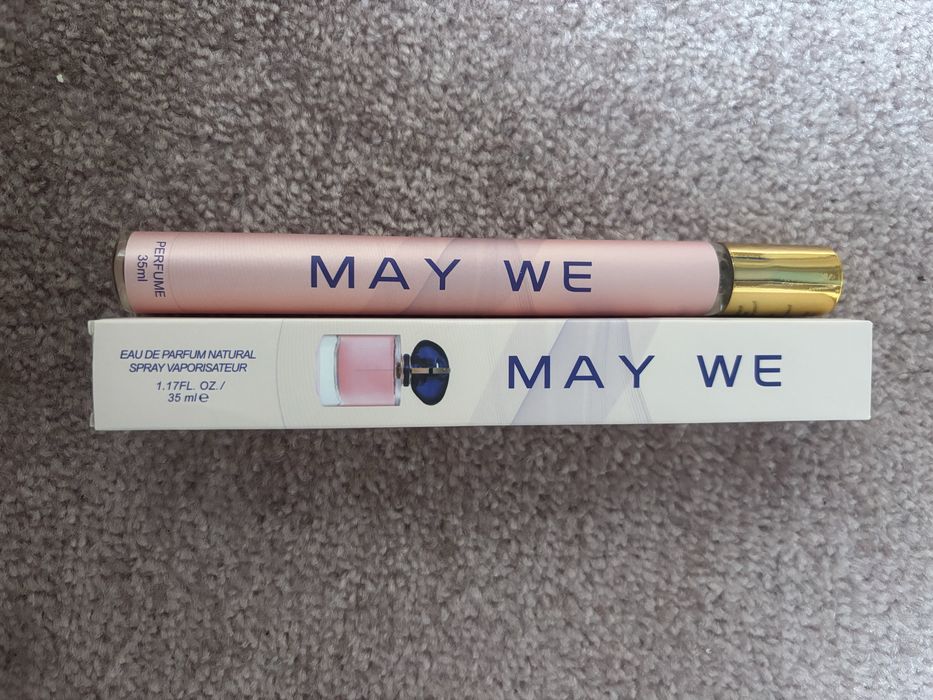 PERFUME
35ml
MAY WE
EAU DE PARFUM NATURAL
SPRAY VAPORISATEUR
1.17FL. OZ./
35 ml℮
MAY WE